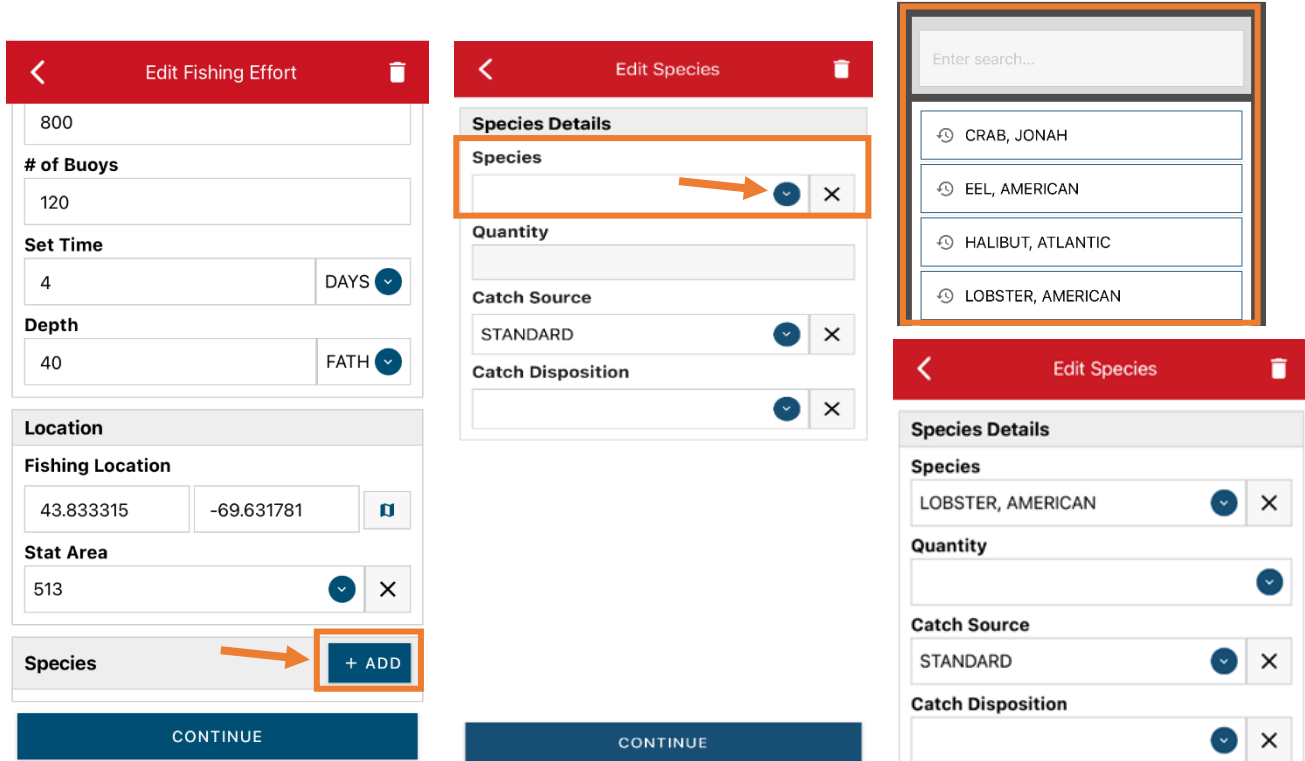 Edit Fishing Effort
800
# of Buoys
120
Set Time
4
DAYS
Depth
40
FATH
Location
Fishing Location
43.833315
-69.631781
Stat Area
513
Species
+ ADD
CONTINUE
Edit Species
Species Details
Species
Quantity
Catch Source
STANDARD
Catch Disposition
CONTINUE
Enter search...
CRAB, JONAH
EEL, AMERICAN
HALIBUT, ATLANTIC
LOBSTER, AMERICAN
Edit Species
Species Details
Species
LOBSTER, AMERICAN
Quantity
Catch Source
STANDARD
Catch Disposition